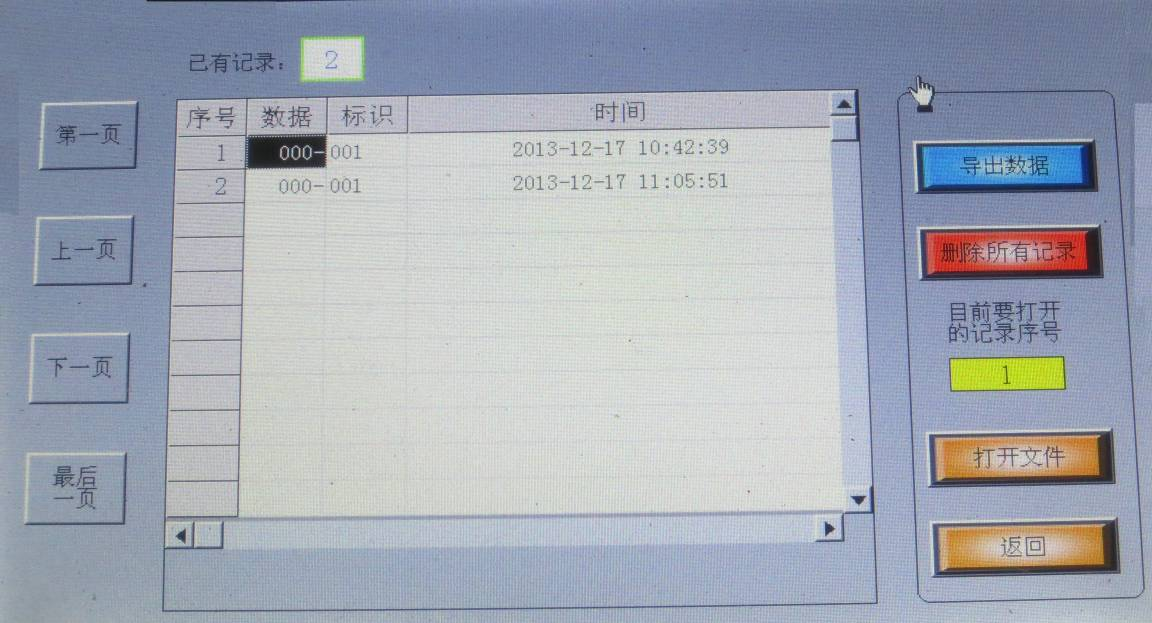 已有记录： 2
序号 数据 标识 时间
1 000- 001 2013-12-17 10:42:39
2 000- 001 2013-12-17 11:05:51
第一页
上一页
下一页
最后
一页
导出数据
删除所有记录
目前要打开
的记录序号
1
打开文件
返回